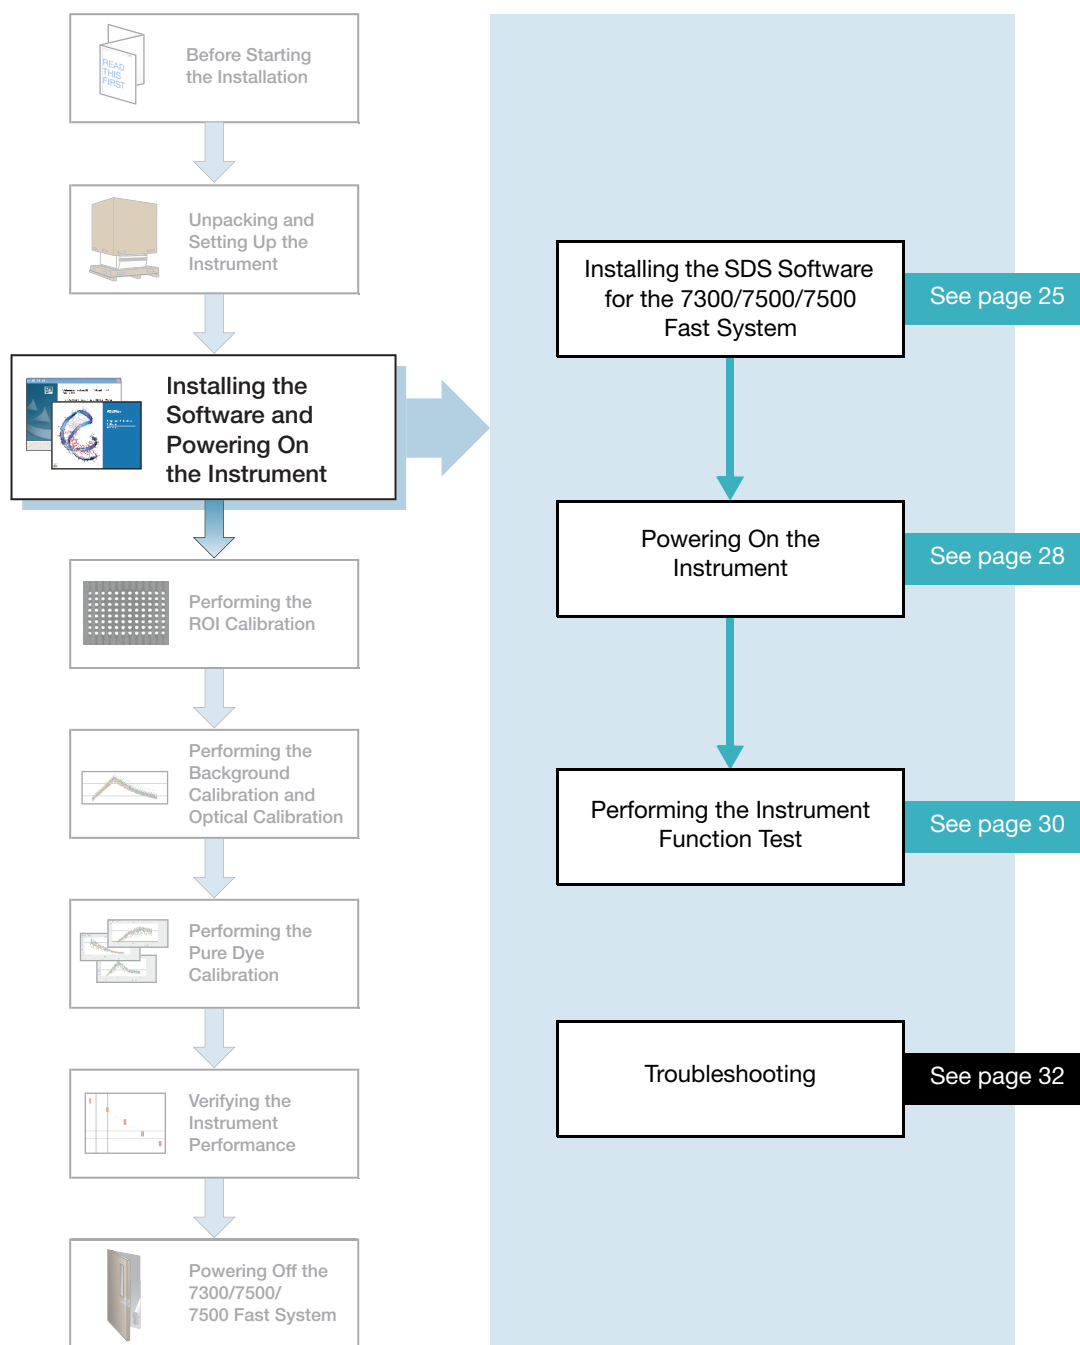 Before Starting
the Installation
READ
THIS
FIRST
Unpacking and
Setting Up the
Instrument
Installing the
Software and
Powering On
the Instrument
Performing the
ROI Calibration
Performing the
Background
Calibration and
Optical Calibration
Performing the
Pure Dye
Calibration
Verifying the
Instrument
Performance
Powering Off the
7300/7500/
7500 Fast System
Installing the SDS Software
for the 7300/7500/7500
Fast System
See page 25
Powering On the
Instrument
See page 28
Performing the Instrument
Function Test
See page 30
Troubleshooting
See page 32